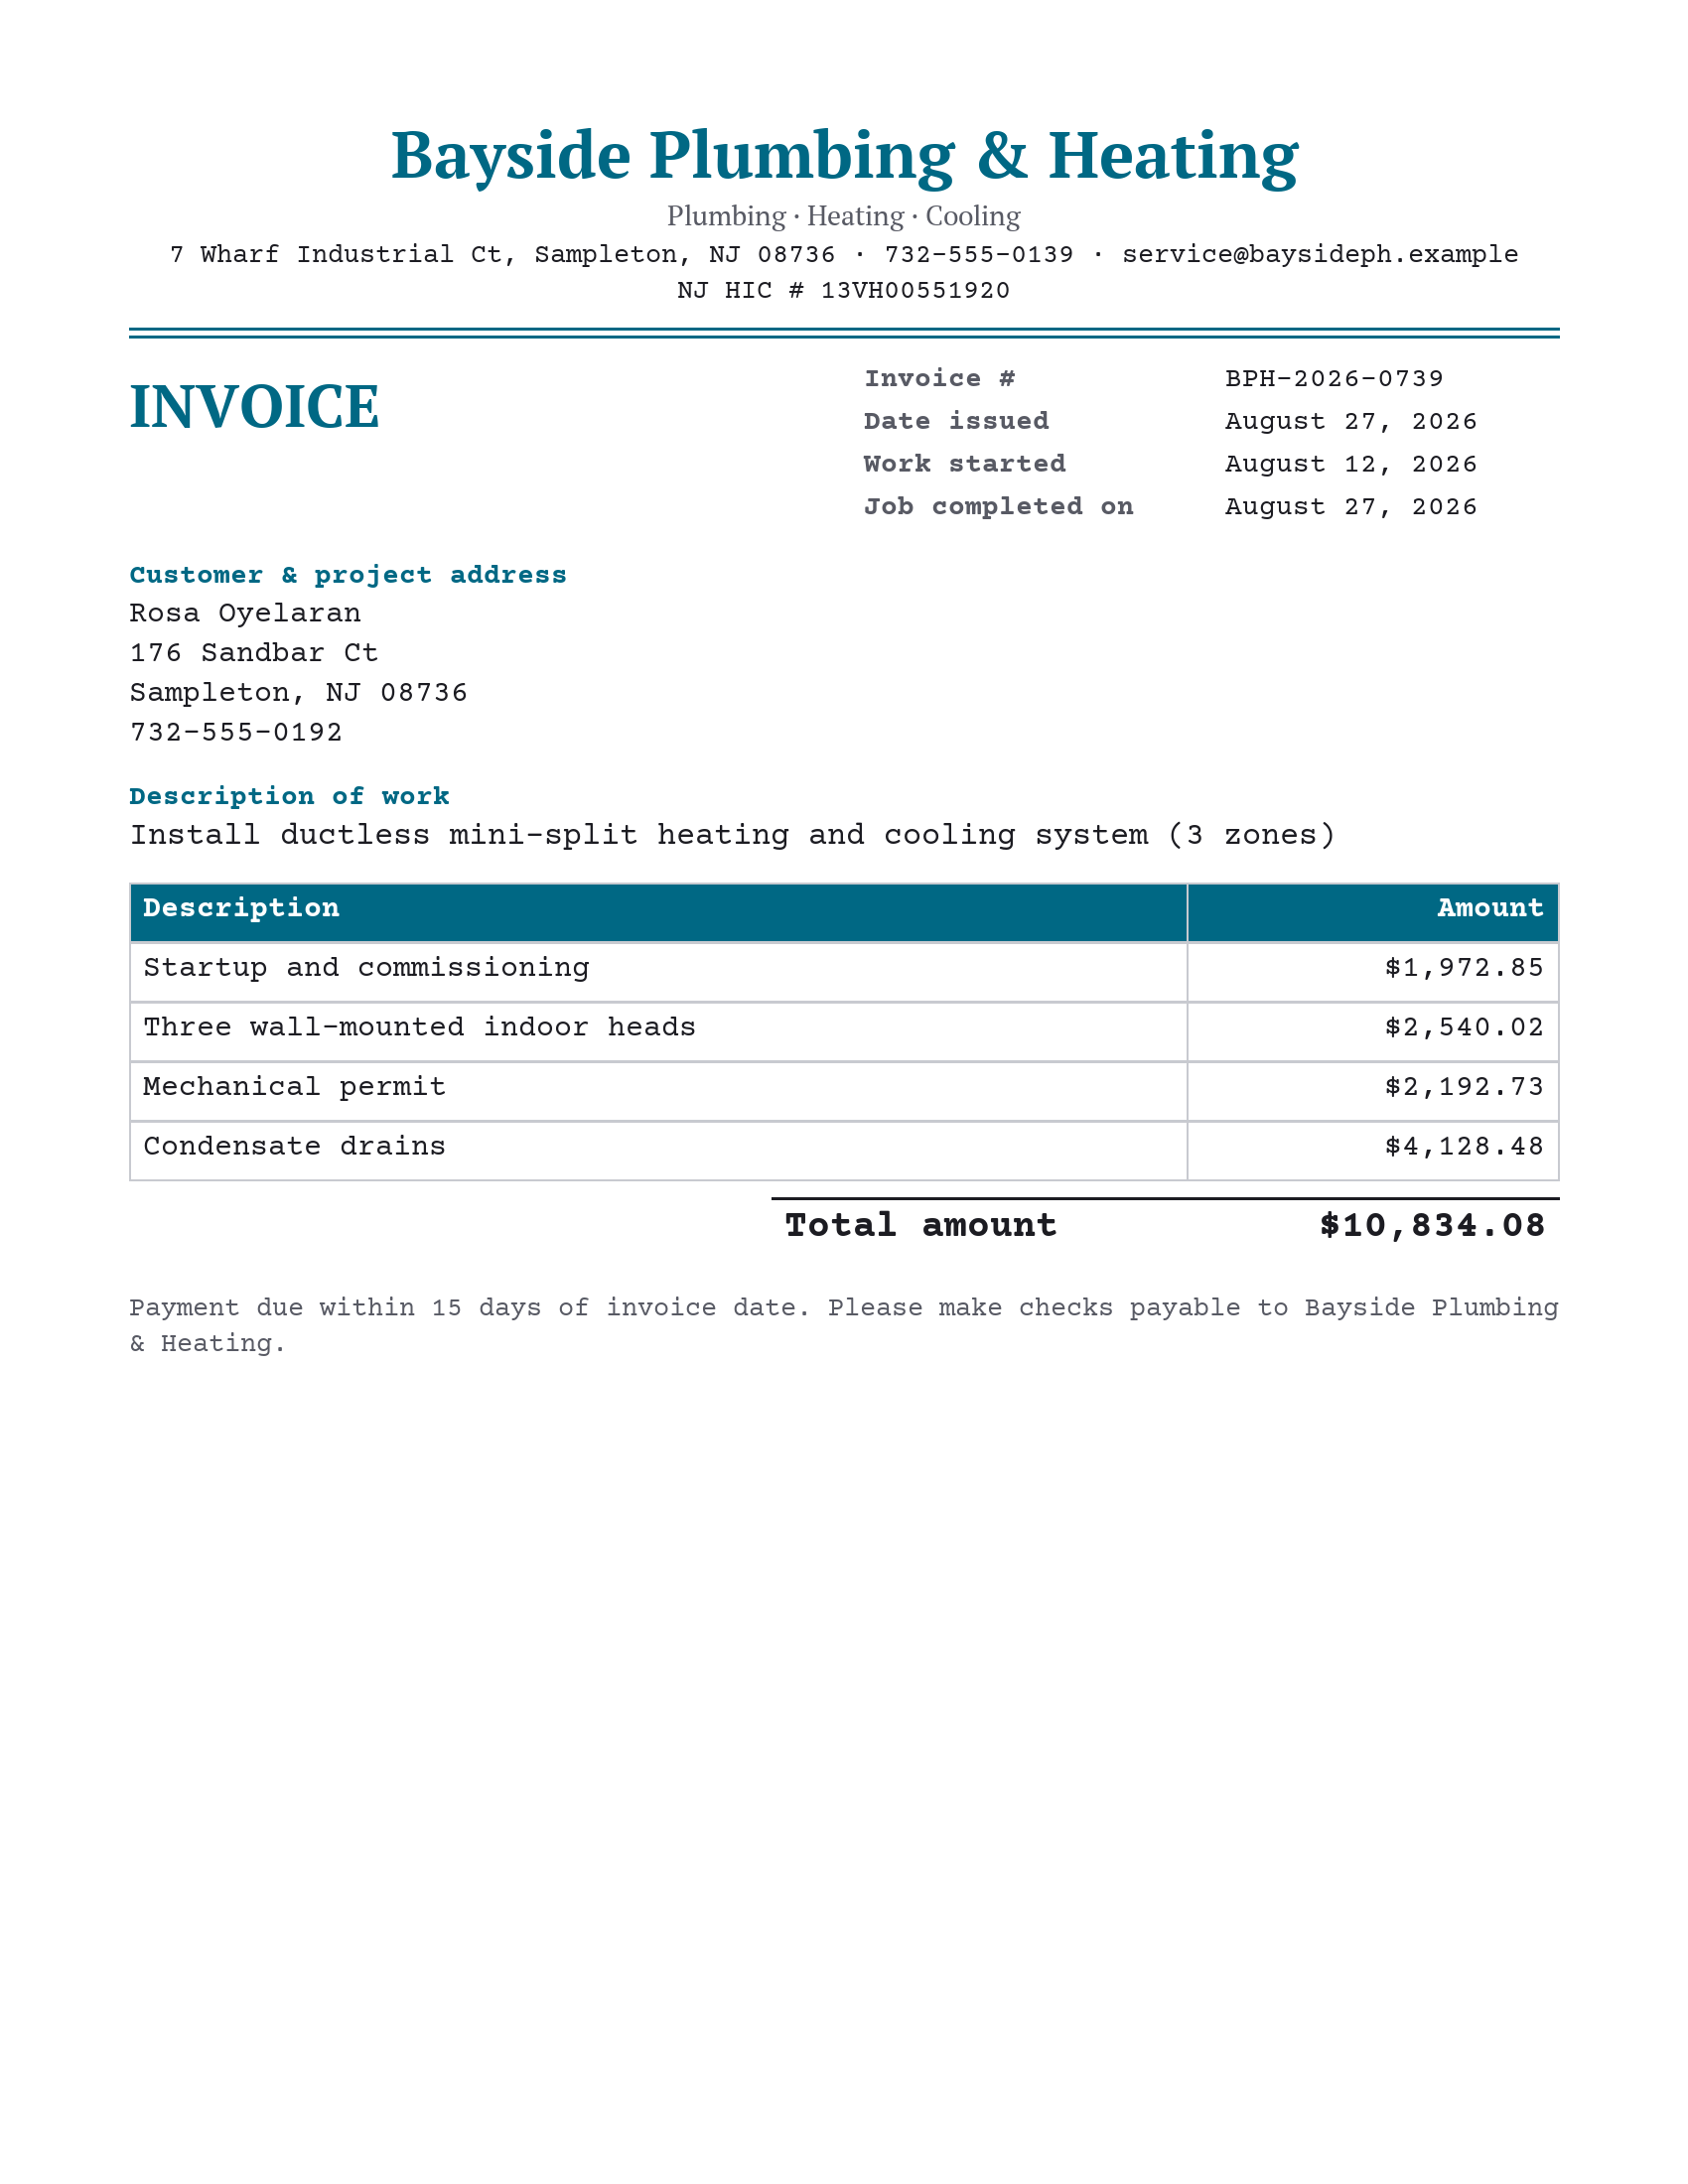 Bayside Plumbing & Heating
Plumbing · Heating · Cooling
7 Wharf Industrial Ct, Sampleton, NJ 08736 · 732-555-0139 · service@baysideph.example
NJ HIC # 13VH00551920
INVOICE
Invoice # BPH-2026-0739
Date issued August 27, 2026
Work started August 12, 2026
Job completed on August 27, 2026
Customer & project address
Rosa Oyelaran
176 Sandbar Ct
Sampleton, NJ 08736
732-555-0192
Description of work
Install ductless mini-split heating and cooling system (3 zones)
Description Amount
Startup and commissioning $1,972.85
Three wall-mounted indoor heads $2,540.02
Mechanical permit $2,192.73
Condensate drains $4,128.48
Total amount $10,834.08
Payment due within 15 days of invoice date. Please make checks payable to Bayside Plumbing
& Heating.